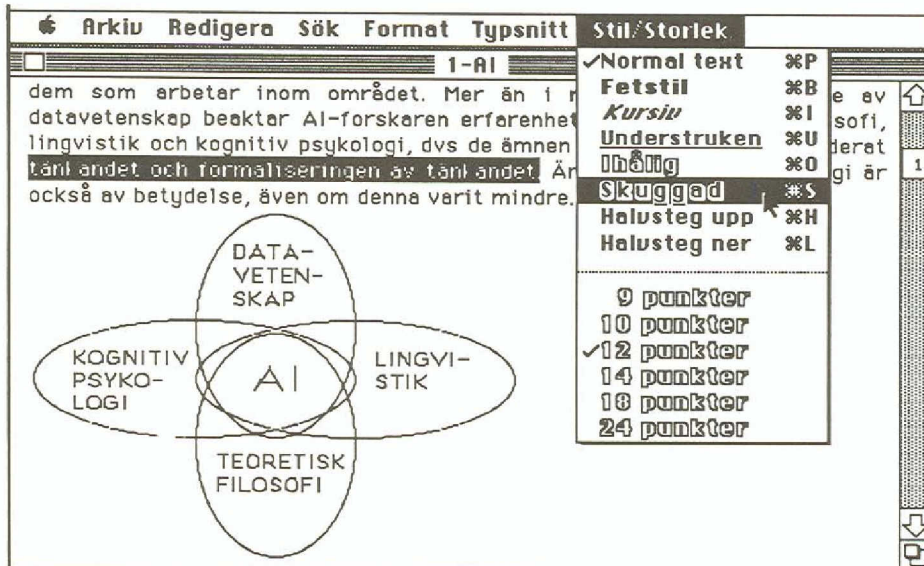 Arkiv Redigera Sök Format Typsnitt Stil/Storlek
1-AI
dem som arbetar inom området. Mer än i
e av
datavetenskap beaktar AI-forskaren erfarenhet
sofi,
lingvistik och kognitiv psykologi, dvs de ämnen
derat
tänkandet och formaliseringen av tänkandet
Än
gi är
också av betydelse, även om denna varit mindre.
✓Normal text ⌘P
Fetstil ⌘B
Kursiv ⌘I
Understruken ⌘U
Ihålig ⌘O
Skuggad ⌘S
Halvsteg upp ⌘H
Halvsteg ner ⌘L
9 punkter
10 punkter
✓12 punkter
14 punkter
18 punkter
24 punkter
1
DATA-
VETEN-
SKAP
KOGNITIV
PSYKO-
LOGI
AI
LINGVI-
STIK
TEORETISK
FILOSOFI